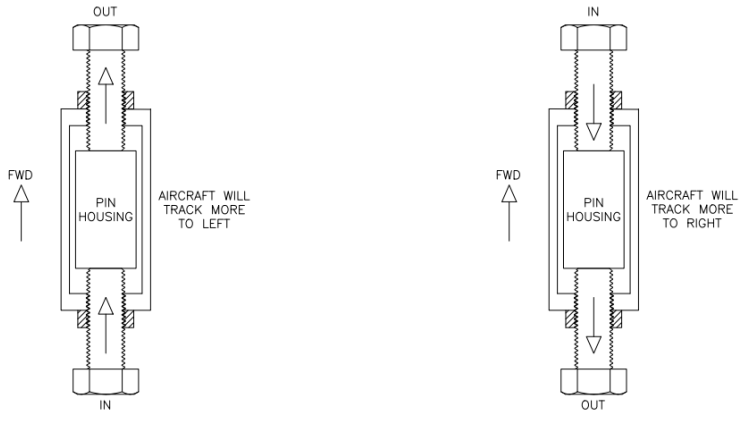 OUT
FWD
PIN
HOUSING
AIRCRAFT WILL
TRACK MORE
TO LEFT
IN
IN
FWD
PIN
HOUSING
AIRCRAFT WILL
TRACK MORE
TO RIGHT
OUT